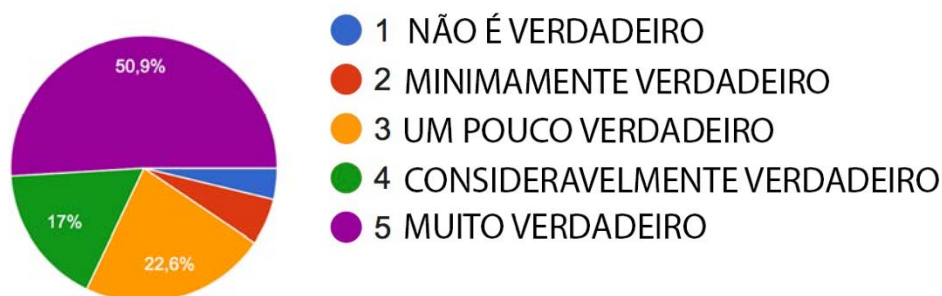 50,9%
17%
22,6%
1 NÃO É VERDADEIRO
2 MINIMAMENTE VERDADEIRO
3 UM POUCO VERDADEIRO
4 CONSIDERAVELMENTE VERDADEIRO
5 MUITO VERDADEIRO